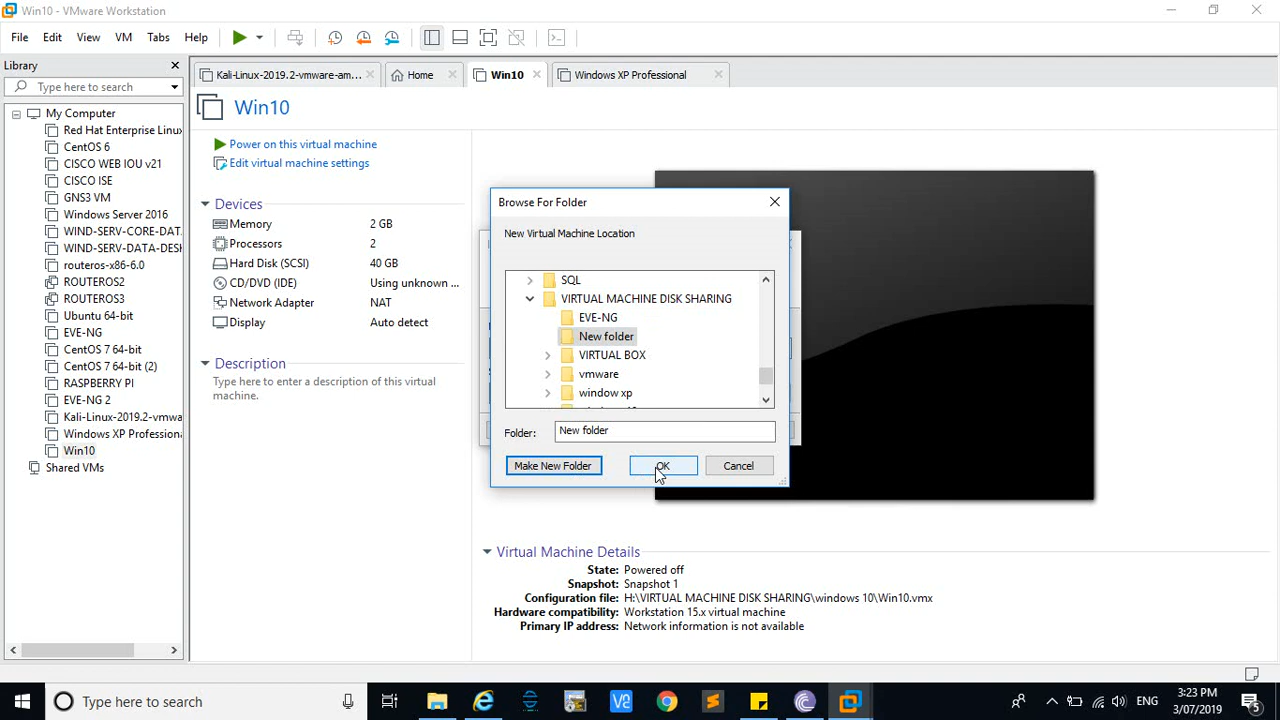 Win10 - VMware Workstation
File Edit View VM Tabs Help
Library
Type here to search
My Computer
Red Hat Enterprise Linux
CentOS 6
CISCO WEB IOU v21
CISCO ISE
GNS3 VM
Windows Server 2016
WIND-SERV-CORE-DAT
WIND-SERV-DATA-DESK
routeros-x86-6.0
ROUTEROS2
ROUTEROS3
Ubuntu 64-bit
EVE-NG
CentOS 7 64-bit
CentOS 7 64-bit (2)
RASPBERRY PI
EVE-NG 2
Kali-Linux-2019.2-vmwa
Windows XP Profession
Win10
Shared VMs
Kali-Linux-2019.2-vmware-am...
Home
Win10
Windows XP Professional
Win10
Power on this virtual machine
Edit virtual machine settings
Devices
Memory 2 GB
Processors 2
Hard Disk (SCSI) 40 GB
CD/DVD (IDE) Using unknown ...
Network Adapter NAT
Display Auto detect
Description
Type here to enter a description of this virtual
machine.
Browse For Folder
New Virtual Machine Location
SQL
VIRTUAL MACHINE DISK SHARING
EVE-NG
New folder
VIRTUAL BOX
vmware
window xp
Folder: New folder
Make New Folder OK Cancel
Virtual Machine Details
State: Powered off
Snapshot: Snapshot 1
Configuration file: H:\VIRTUAL MACHINE DISK SHARING\windows 10\Win10.vmx
Hardware compatibility: Workstation 15.x virtual machine
Primary IP address: Network information is not available
Type here to search
ENG
3:23 PM
3/07/2019
5